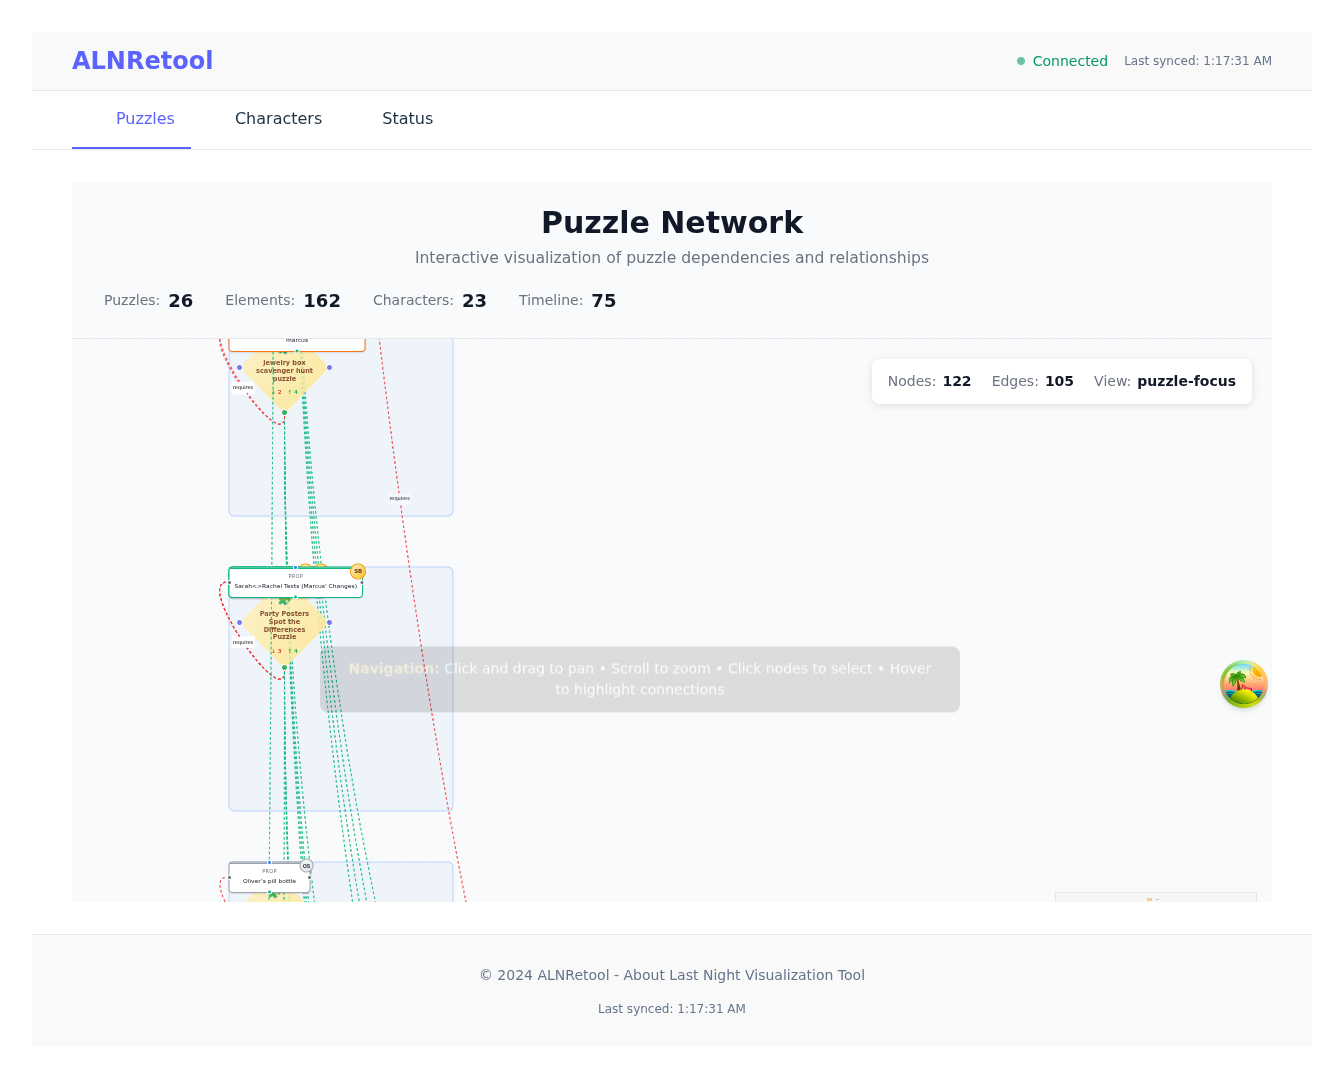 ALNRetool
Connected
Last synced: 1:17:31 AM
Puzzles
Characters
Status
Puzzle Network
Interactive visualization of puzzle dependencies and relationships
Puzzles: 26
Elements: 162
Characters: 23
Timeline: 75
Nodes: 122
Edges: 105
View: puzzle-focus
marcus
Jewelry box
scavenger hunt
puzzle
↓ 2 ↑ 4
requires
requires
SB
PROP
Sarah<>Rachel Texts (Marcus' Changes)
Party Posters
Spot the
Differences
Puzzle
↓ 3 ↑ 4
requires
Navigation: Click and drag to pan • Scroll to zoom • Click nodes to select • Hover
to highlight connections
OS
PROP
Oliver's pill bottle
© 2024 ALNRetool - About Last Night Visualization Tool
Last synced: 1:17:31 AM